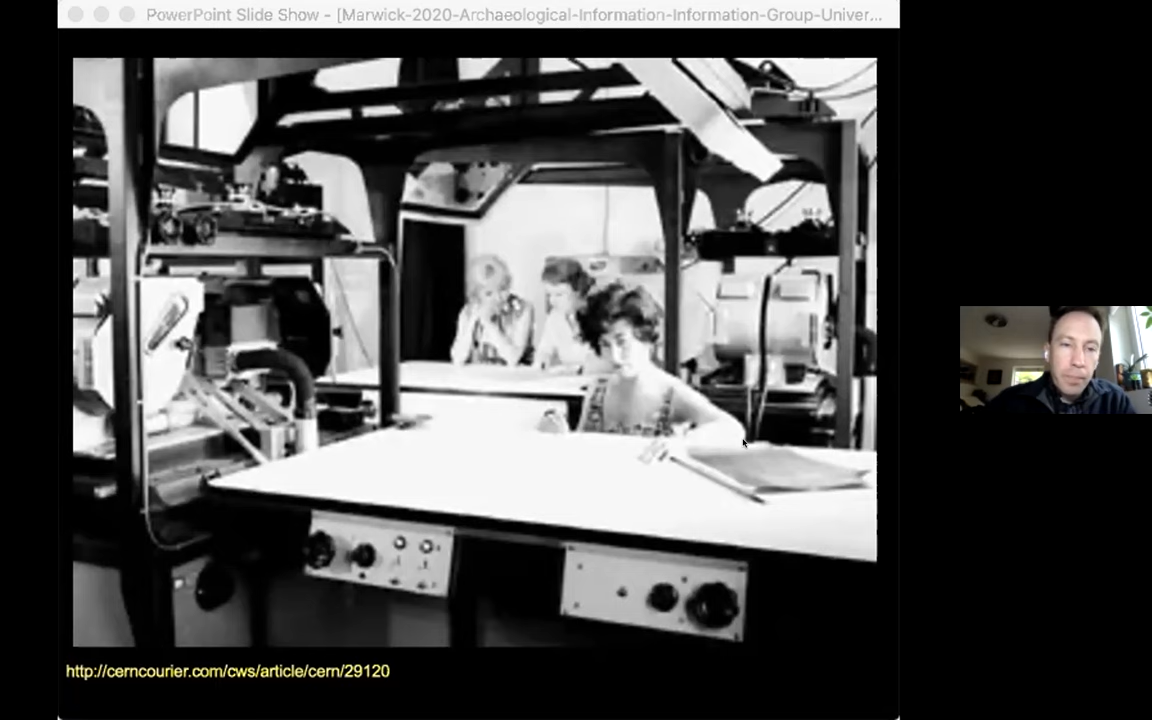 PowerPoint Slide Show - [Marwick-2020-Archaeological-Information-Information-Group-Univer...
http://cerncourier.com/cws/article/cern/29120